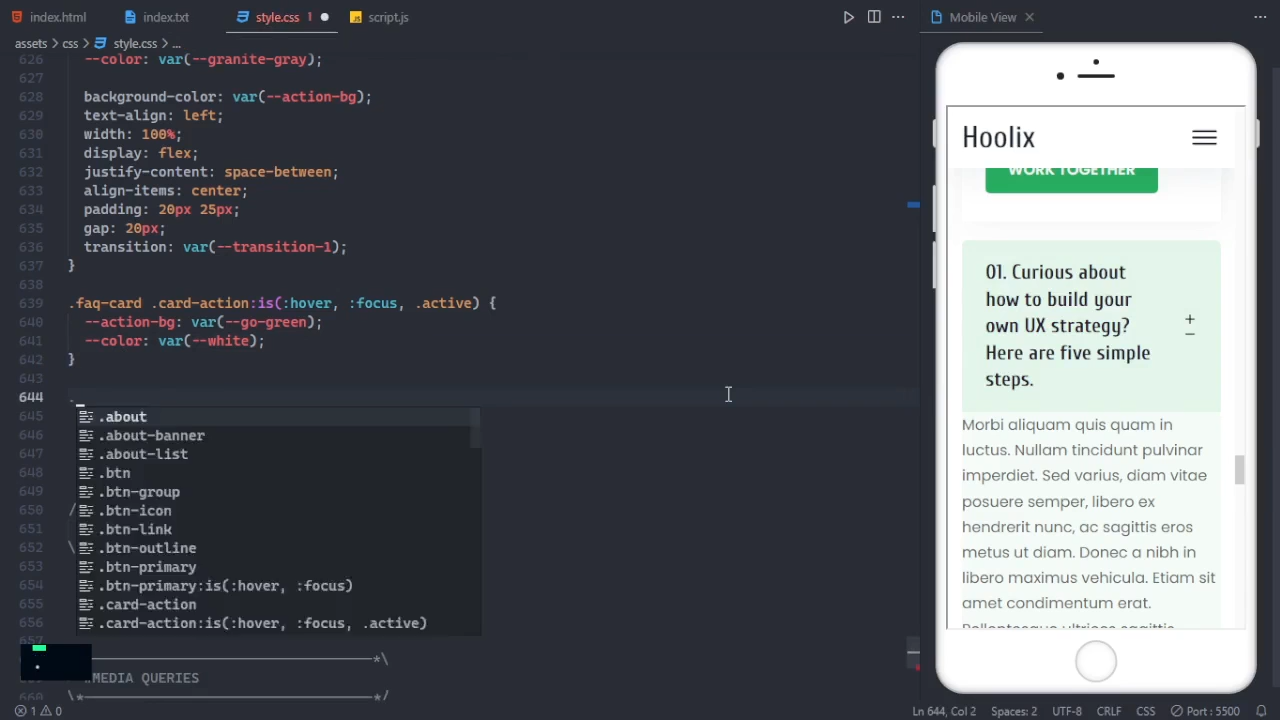 index.html
index.txt
style.css 1
script.js
Mobile View
assets > css > style.css > ...
626 --color: var(--granite-gray);
627
628 background-color: var(--action-bg);
629 text-align: left;
630 width: 100%;
631 display: flex;
632 justify-content: space-between;
633 align-items: center;
634 padding: 20px 25px;
635 gap: 20px;
636 transition: var(--transition-1);
637 }
638
639 .faq-card .card-action:is(:hover, :focus, .active) {
640 --action-bg: var(--go-green);
641 --color: var(--white);
642 }
643
644 .
645 .about
646 .about-banner
647 .about-list
648 .btn
649 .btn-group
650 / .btn-icon
651 .btn-link
652 \ .btn-outline
653 .btn-primary
654 .btn-primary:is(:hover, :focus)
655 .card-action
656 .card-action:is(:hover, :focus, .active)
657
*\
MEDIA QUERIES
660 \*
*/
.
Hoolix
WORK TOGETHER
01. Curious about
how to build your
own UX strategy?
Here are five simple
steps.
+
Morbi aliquam quis quam in
luctus. Nullam tincidunt pulvinar
imperdiet. Sed varius, diam vitae
posuere semper, libero ex
hendrerit nunc, ac sagittis eros
metus ut diam. Donec a nibh in
libero maximus vehicula. Etiam sit
amet condimentum erat.
Pellentesque ultrices sagittis
1 0
Ln 644, Col 2
Spaces: 2
UTF-8
CRLF
CSS
Port : 5500